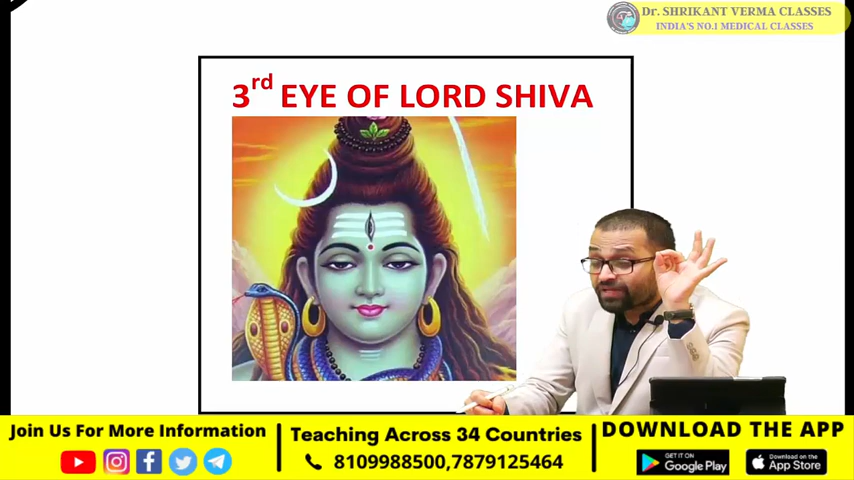 Dr. SHRIKANT VERMA CLASSES
INDIA'S NO.1 MEDICAL CLASSES
3rd EYE OF LORD SHIVA
Join Us For More Information
Teaching Across 34 Countries
8109988500,7879125464
DOWNLOAD THE APP
GET IT ON
Google Play
Download on the
App Store